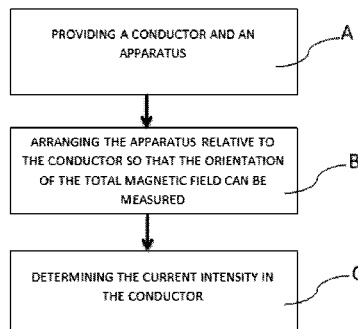 PROVIDING A CONDUCTOR AND AN
APPARATUS
A
ARRANGING THE APPARATUS RELATIVE TO
THE CONDUCTOR SO THAT THE ORIENTATION
OF THE TOTAL MAGNETIC FIELD CAN BE
MEASURED
B
DETERMINING THE CURRENT INTENSITY IN
THE CONDUCTOR
C